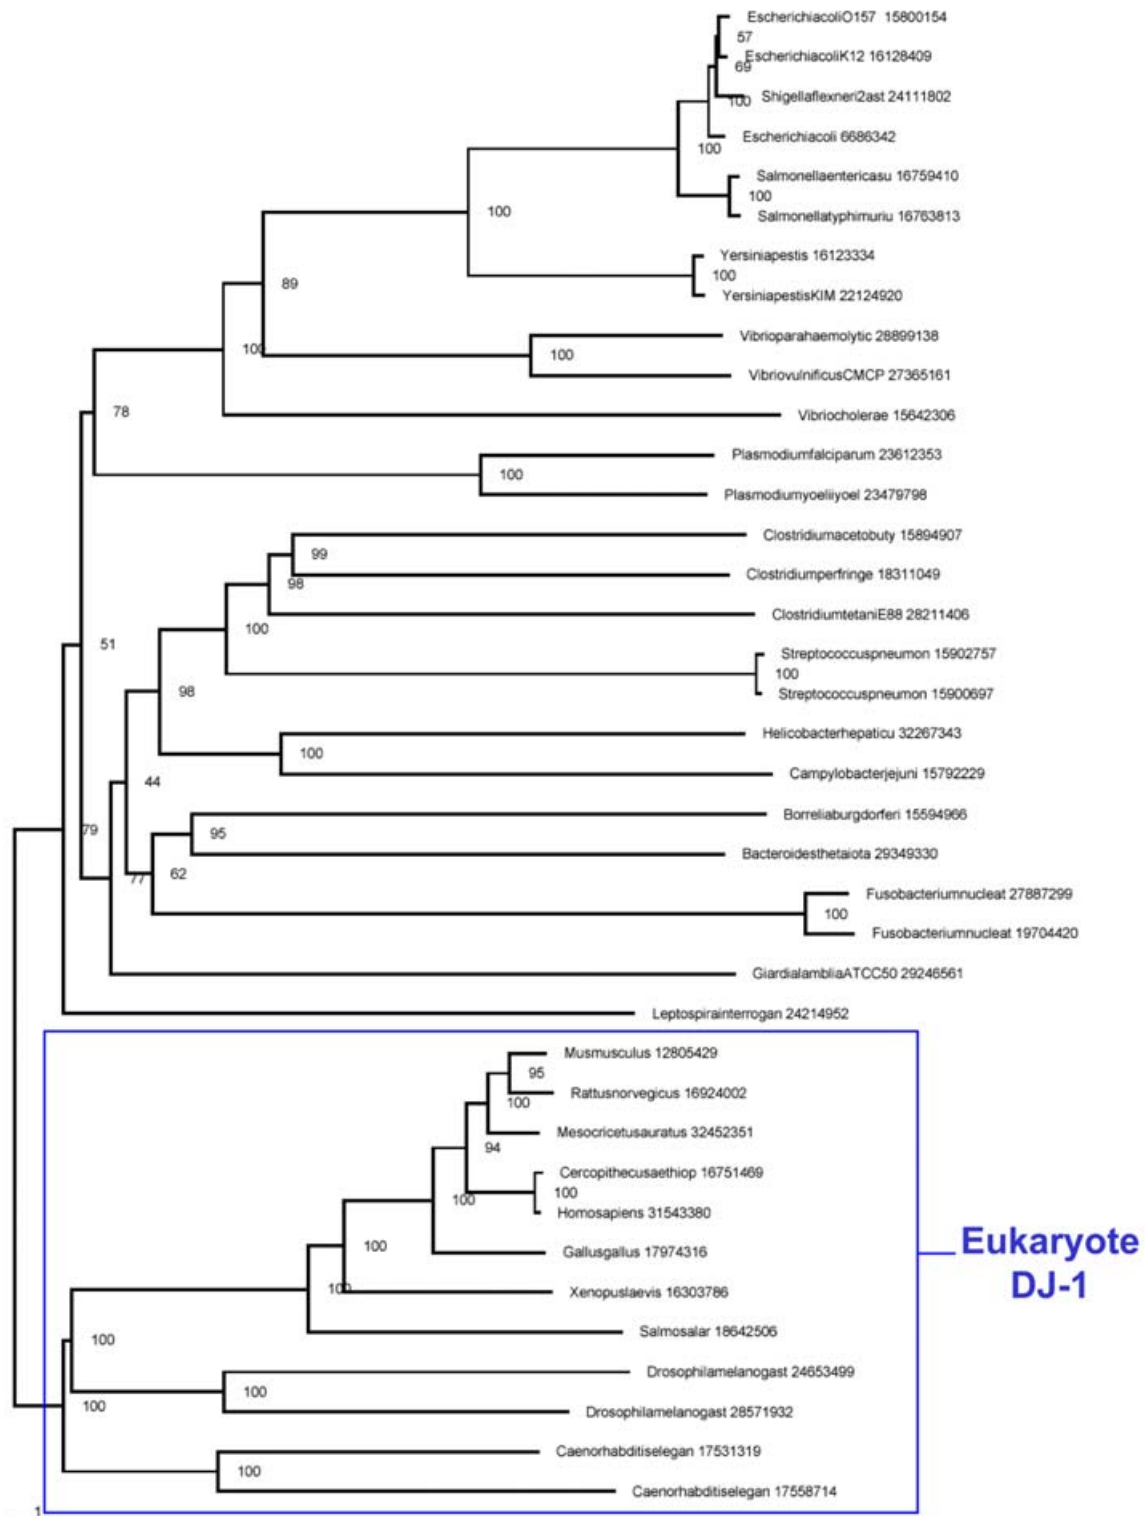 EscherichiacoliO157 15800154
57
EscherichiacoliK12 16128409
69
Shigellaflexneri2ast 24111802
100
Escherichiacoli 6686342
100
Salmonellaentericasu 16759410
100
Salmonellatyphimuriu 16763813
100
Yersiniapestis 16123334
100
YersiniapestisKIM 22124920
89
Vibrioparahaemolytic 28899138
100
100
VibriovulnificusCMCP 27365161
78
Vibriocholerae 15642306
Plasmodiumfalciparum 23612353
100
Plasmodiumyoeliiyoel 23479798
Clostridiumacetobuty 15894907
99
Clostridiumperfringe 18311049
98
ClostridiumtetaniE88 28211406
100
51
Streptococcuspneumon 15902757
100
Streptococcuspneumon 15900697
98
Helicobacterhepaticu 32267343
100
Campylobacterjejuni 15792229
44
Borreliaburgdorferi 15594966
79
95
Bacteroidesthetaiota 29349330
77
62
Fusobacteriumnucleat 27887299
100
Fusobacteriumnucleat 19704420
GiardialambliaATCC50 29246561
Leptospirainterrogan 24214952
Musmusculus 12805429
95
Rattusnorvegicus 16924002
100
Mesocricetusauratus 32452351
94
Cercopithecusaethiop 16751469
100
100
Homosapiens 31543380
100
Gallusgallus 17974316
Eukaryote
DJ-1
100
Xenopuslaevis 16303786
Salmosalar 18642506
100
Drosophilamelanogast 24653499
100
100
Drosophilamelanogast 28571932
Caenorhabditiselegan 17531319
100
Caenorhabditiselegan 17558714
1